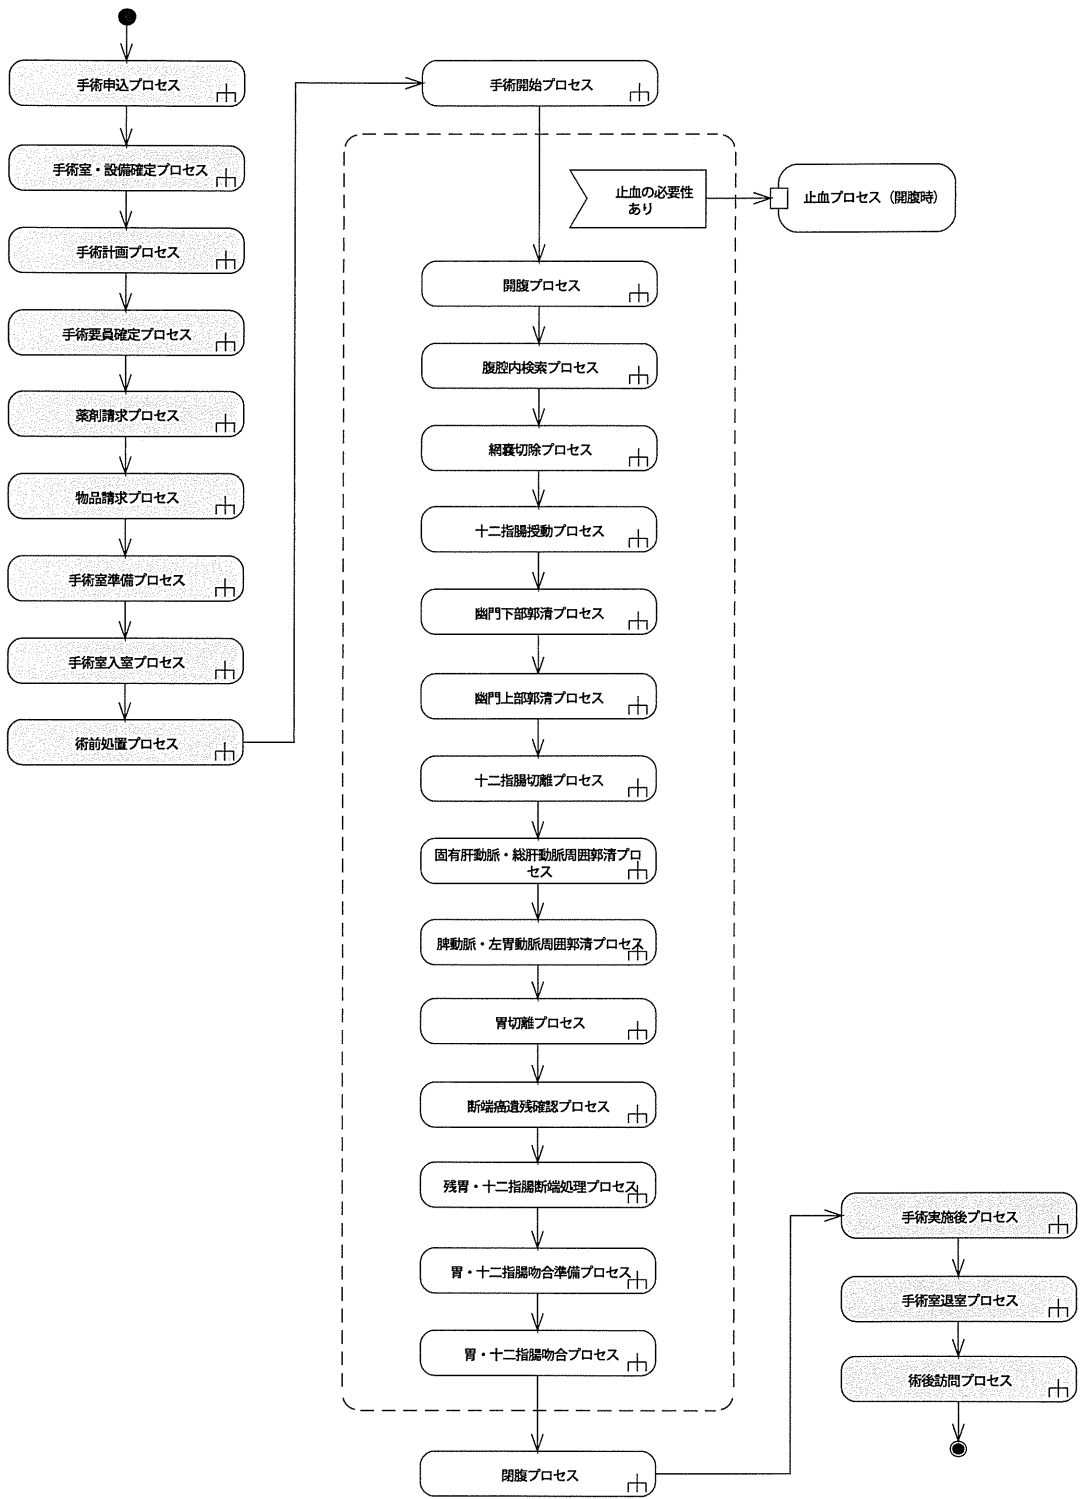 手術申込プロセス
手術室・設備確定プロセス
手術計画プロセス
手術要員確定プロセス
薬剤請求プロセス
物品請求プロセス
手術室準備プロセス
手術室入室プロセス
術前処置プロセス
手術開始プロセス
止血の必要性
あり
止血プロセス（開腹時）
開腹プロセス
腹腔内検索プロセス
網嚢切除プロセス
十二指腸授動プロセス
幽門下部郭清プロセス
幽門上部郭清プロセス
十二指腸切離プロセス
固有肝動脈・総肝動脈周囲郭清プロ
セス
脾動脈・左胃動脈周囲郭清プロセス
胃切離プロセス
断端癌遺残確認プロセス
残胃・十二指腸断端処理プロセス
胃・十二指腸吻合準備プロセス
胃・十二指腸吻合プロセス
閉腹プロセス
手術実施後プロセス
手術室退室プロセス
術後訪問プロセス